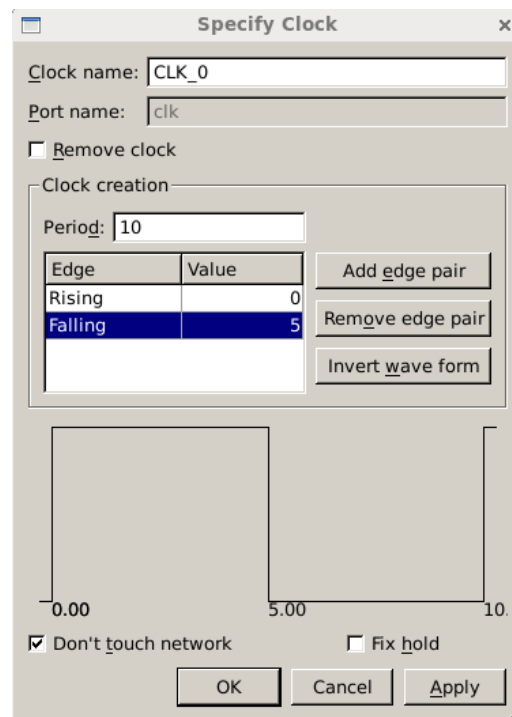 Specify Clock ×
Clock name: CLK_0
Port name: clk
Remove clock
Clock creation
Period: 10
Edge Value Add edge pair
Rising 0
Falling 5 Remove edge pair
Invert wave form
0.00 5.00 10.
Don't touch network Fix hold
OK Cancel Apply